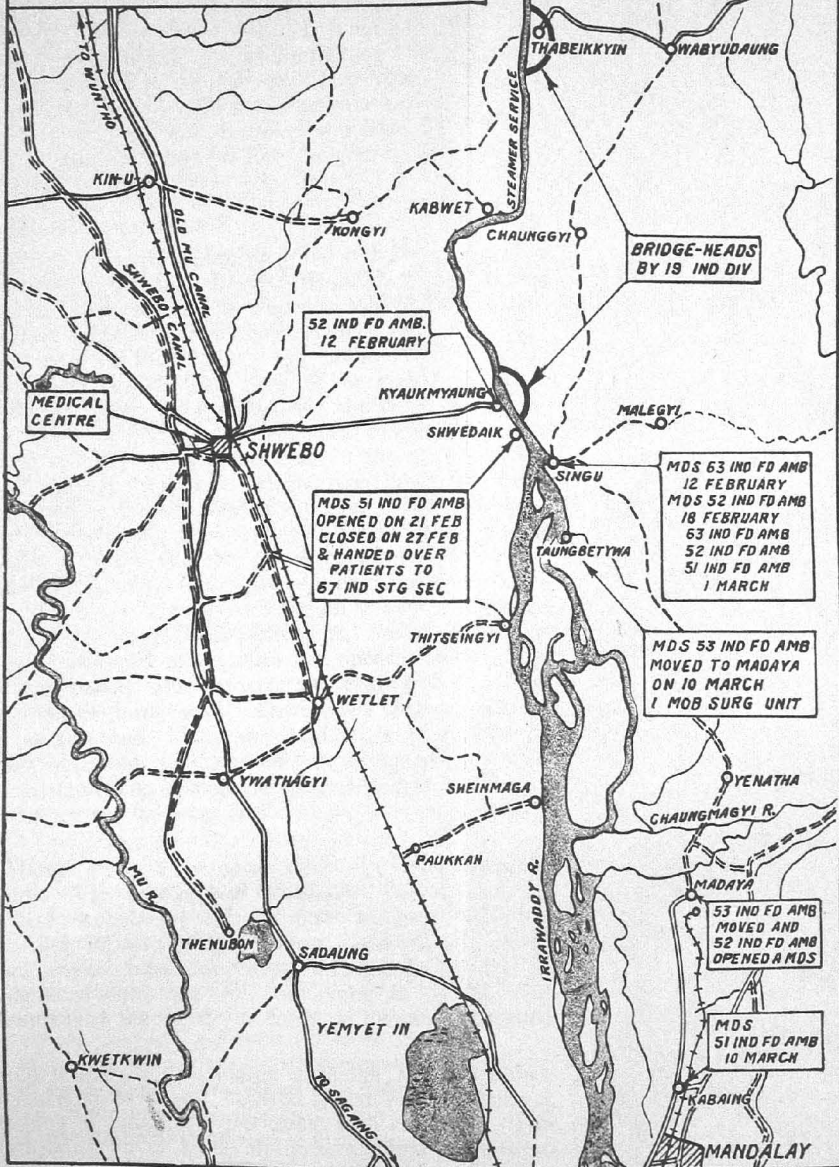 THABEIKKYIN
WABYUDAUNG
TO WUNTHO
STEAMER SERVICE
KIN-U
OLD MU CANAL
SHWEBO CANAL
KONGYI
KABWET
CHAUNGGYI
BRIDGE-HEADS
BY 19 IND DIV
52 IND FD AMB.
12 FEBRUARY
KYAUKMYAUNG
MEDICAL
CENTRE
SHWEBO
SHWEDAIK
MALEGYI
SINGU
MDS 63 IND FD AMB
12 FEBRUARY
MDS 52 IND FD AMB
18 FEBRUARY
63 IND FD AMB
52 IND FD AMB
51 IND FD AMB
1 MARCH
MDS 51 IND FD AMB
OPENED ON 21 FEB
CLOSED ON 27 FEB
& HANDED OVER
PATIENTS TO
67 IND STG SEC
TAUNGBETYWA
THITSEINGYI
MDS 53 IND FD AMB
MOVED TO MADAYA
ON 10 MARCH
1 MOB SURG UNIT
WETLET
YWATHAGYI
SHEINMAGA
YENATHA
CHAUNGMAGYI R.
PAUKKAN
MU R.
MADAYA
53 IND FD AMB
MOVED AND
52 IND FD AMB
OPENED A MDS
THENUBON
SADAUNG
IRRAWADDY R.
YEMYET IN
MDS
51 IND FD AMB
10 MARCH
KWETKWIN
TO SAGAING
KABAING
MANDALAY